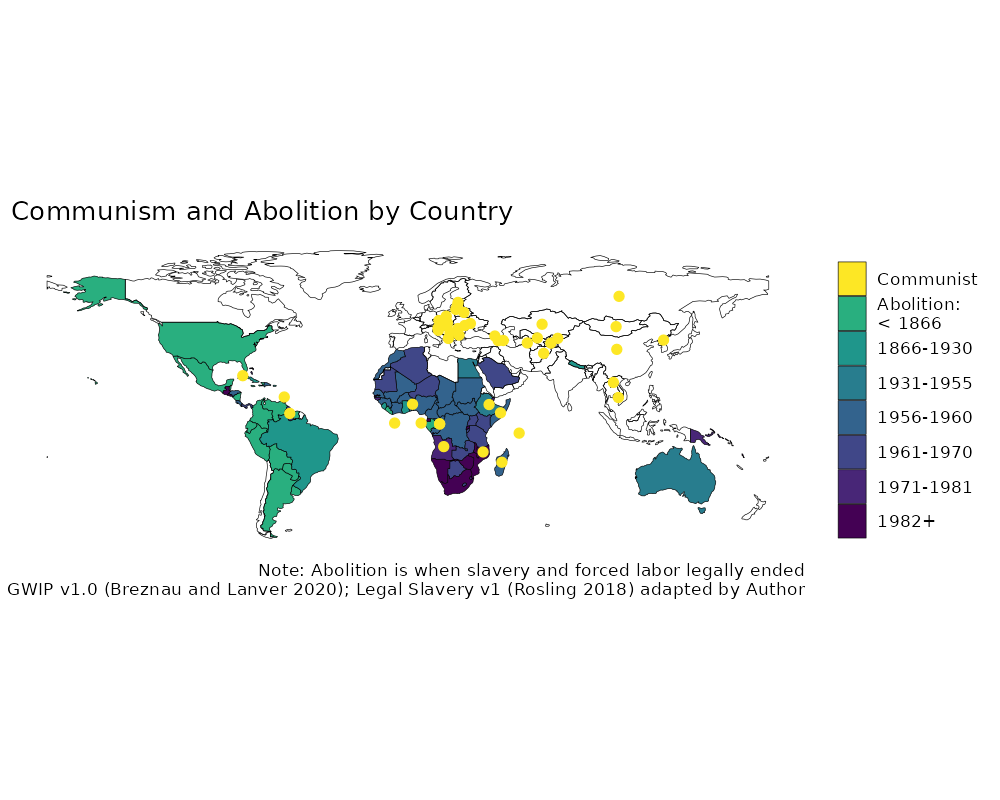 Communism and Abolition by Country
Communist
Abolition:
< 1866
1866-1930
1931-1955
1956-1960
1961-1970
1971-1981
1982+
Note: Abolition is when slavery and forced labor legally ended
GWIP v1.0 (Breznau and Lanver 2020); Legal Slavery v1 (Rosling 2018) adapted by Author